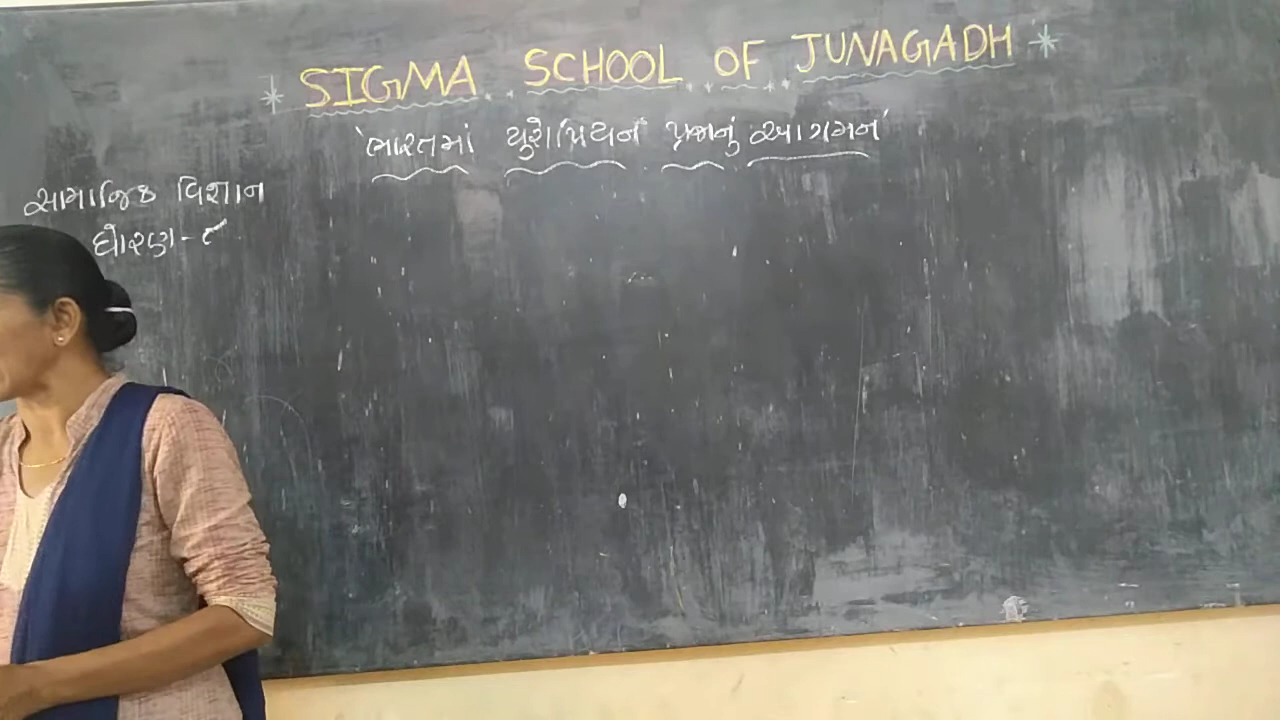 * SIGMA SCHOOL OF JUNAGADH *
'ભારતમાં યુરોપિયન પ્રજાનું આગમન'
સામાજિક વિજ્ઞાન
ધોરણ-૮